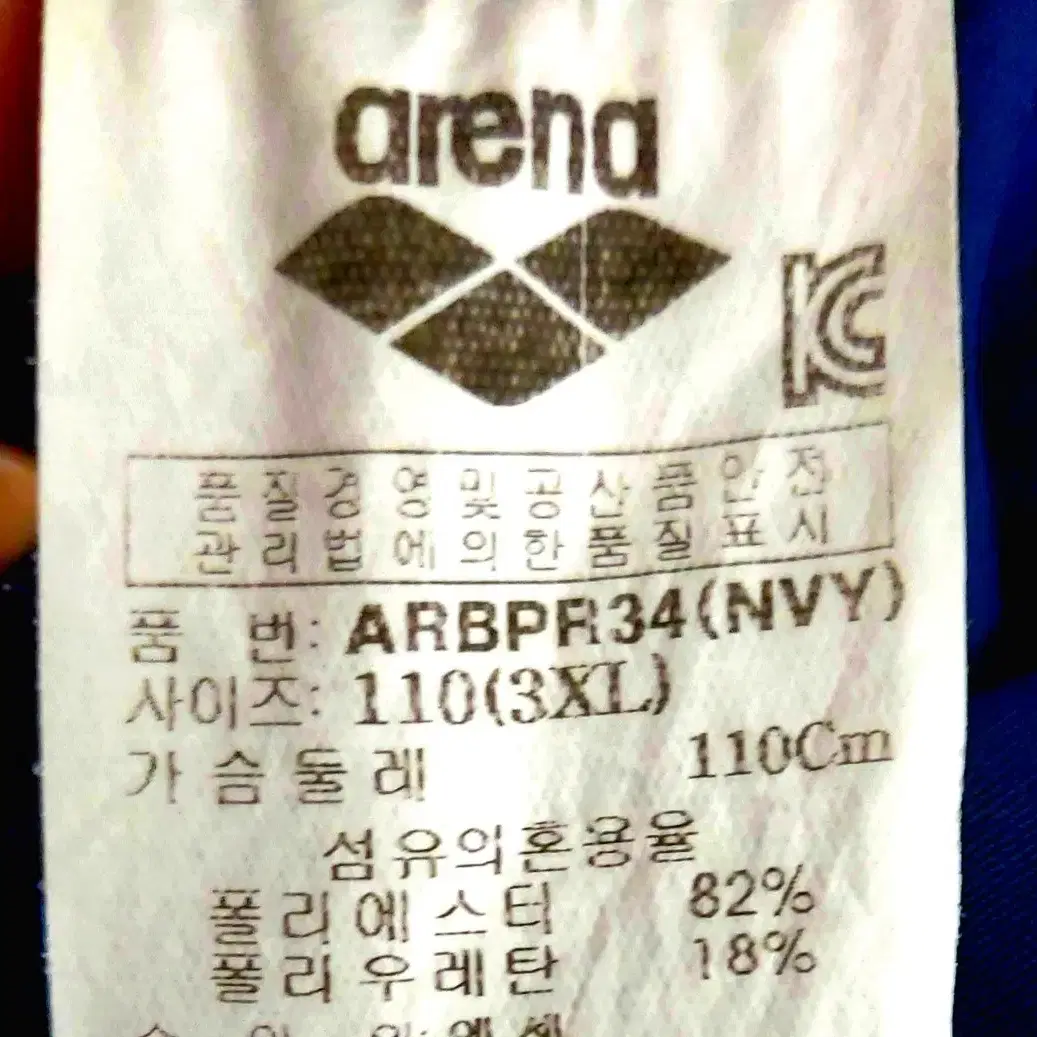 arena
KC
품질경영및공산품안전
관리법에의한품질표시
품 번: ARBPR34(NVY)
사이즈: 110(3XL)
가슴둘레 110Cm
섬유의혼용율
폴리에스터 82%
폴리우레탄 18%